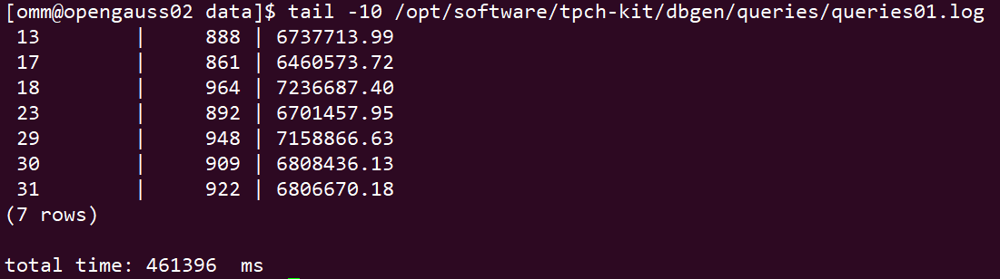 [omm@opengauss02 data]$ tail -10 /opt/software/tpch-kit/dbgen/queries/queries01.log
 13         |     888 | 6737713.99
 17         |     861 | 6460573.72
 18         |     964 | 7236687.40
 23         |     892 | 6701457.95
 29         |     948 | 7158866.63
 30         |     909 | 6808436.13
 31         |     922 | 6806670.18
(7 rows)

total time: 461396  ms